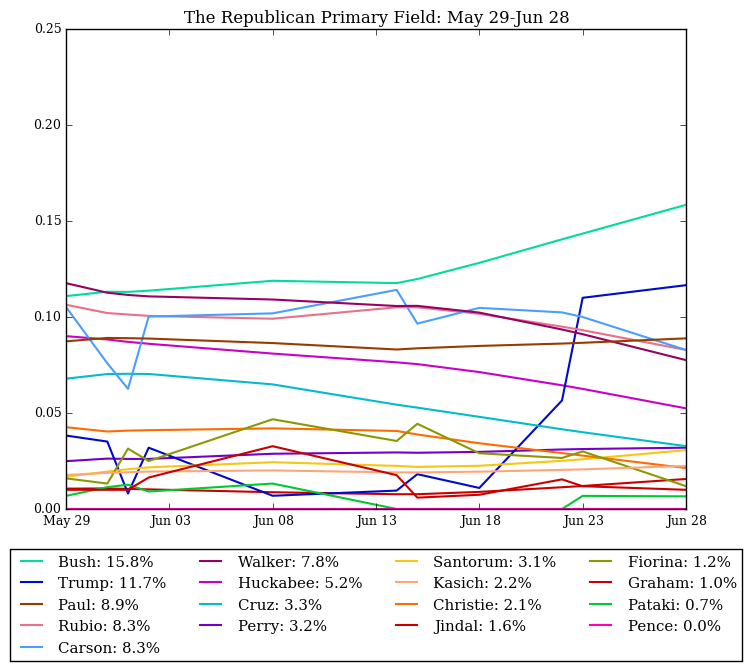 The Republican Primary Field: May 29-Jun 28
0.25
0.20
0.15
0.10
0.05
0.00
May 29 Jun 03 Jun 08 Jun 13 Jun 18 Jun 23 Jun 28
Bush: 15.8% Walker: 7.8% Santorum: 3.1% Fiorina: 1.2%
Trump: 11.7% Huckabee: 5.2% Kasich: 2.2% Graham: 1.0%
Paul: 8.9% Cruz: 3.3% Christie: 2.1% Pataki: 0.7%
Rubio: 8.3% Perry: 3.2% Jindal: 1.6% Pence: 0.0%
Carson: 8.3%